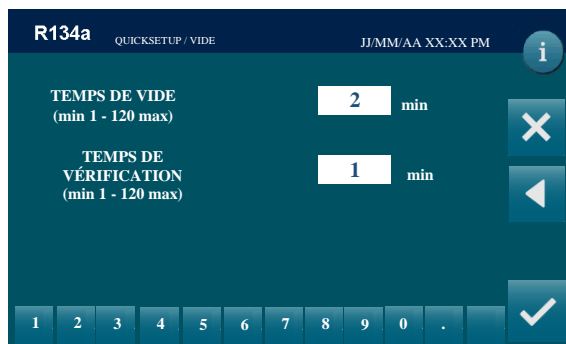 R134a QUICKSETUP / VIDE JJ/MM/AA XX:XX PM
i
TEMPS DE VIDE
(min 1 - 120 max)
2 min
TEMPS DE
VÉRIFICATION
(min 1 - 120 max)
1 min
1 2 3 4 5 6 7 8 9 0 .